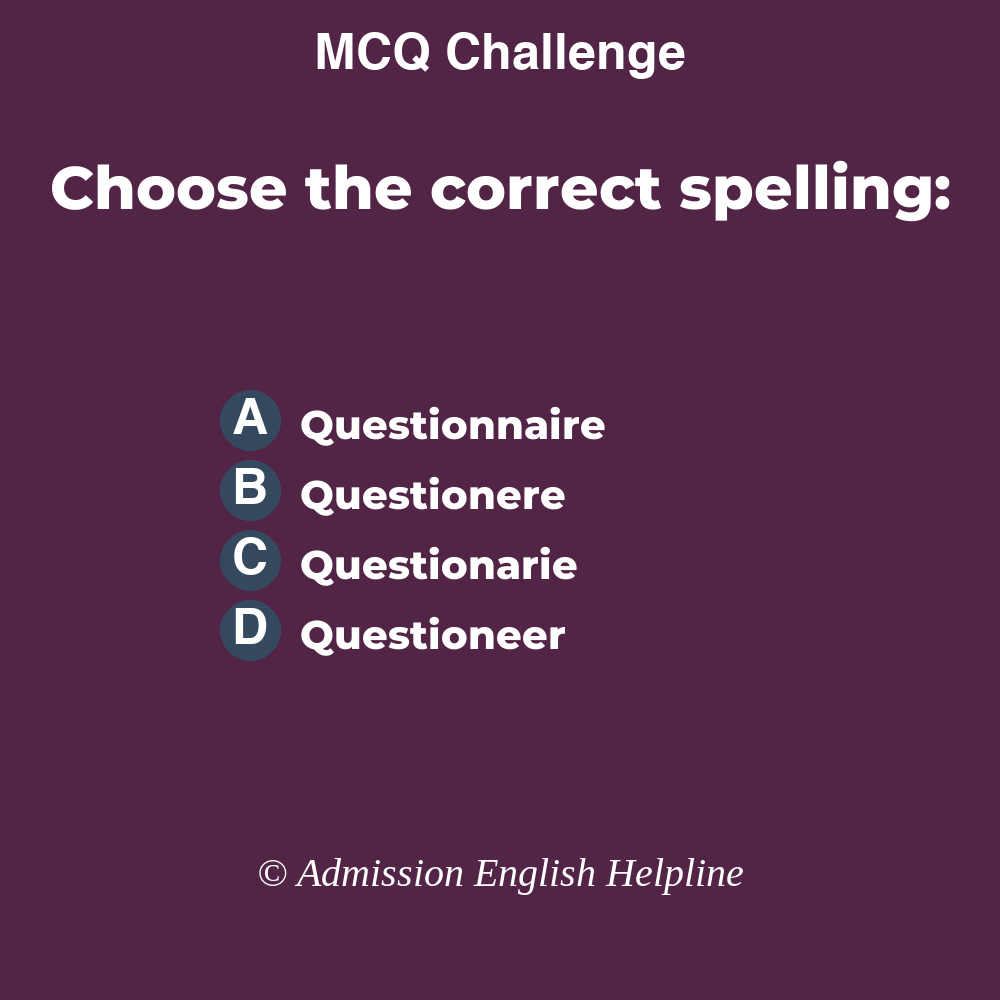 MCQ Challenge
Choose the correct spelling:
A Questionnaire
B Questionere
C Questionarie
D Questioneer
© Admission English Helpline